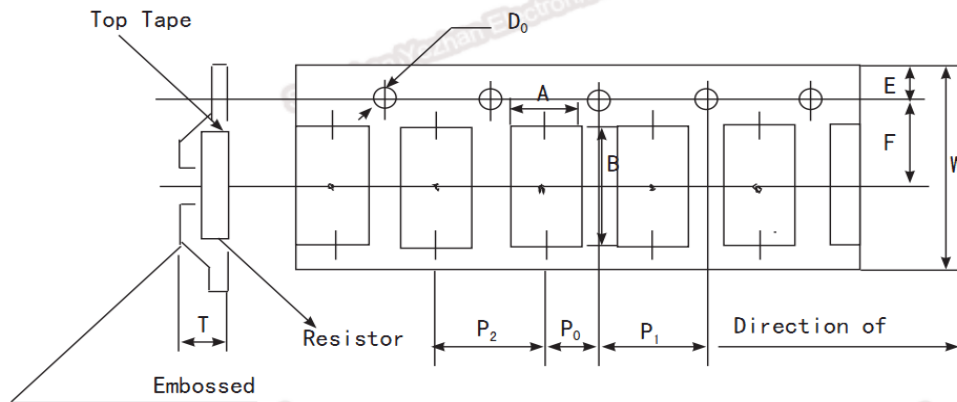 Top Tape
D₀
E
A
F
B
W
T
Resistor
P₂
P₀
P₁
Direction of
Embossed